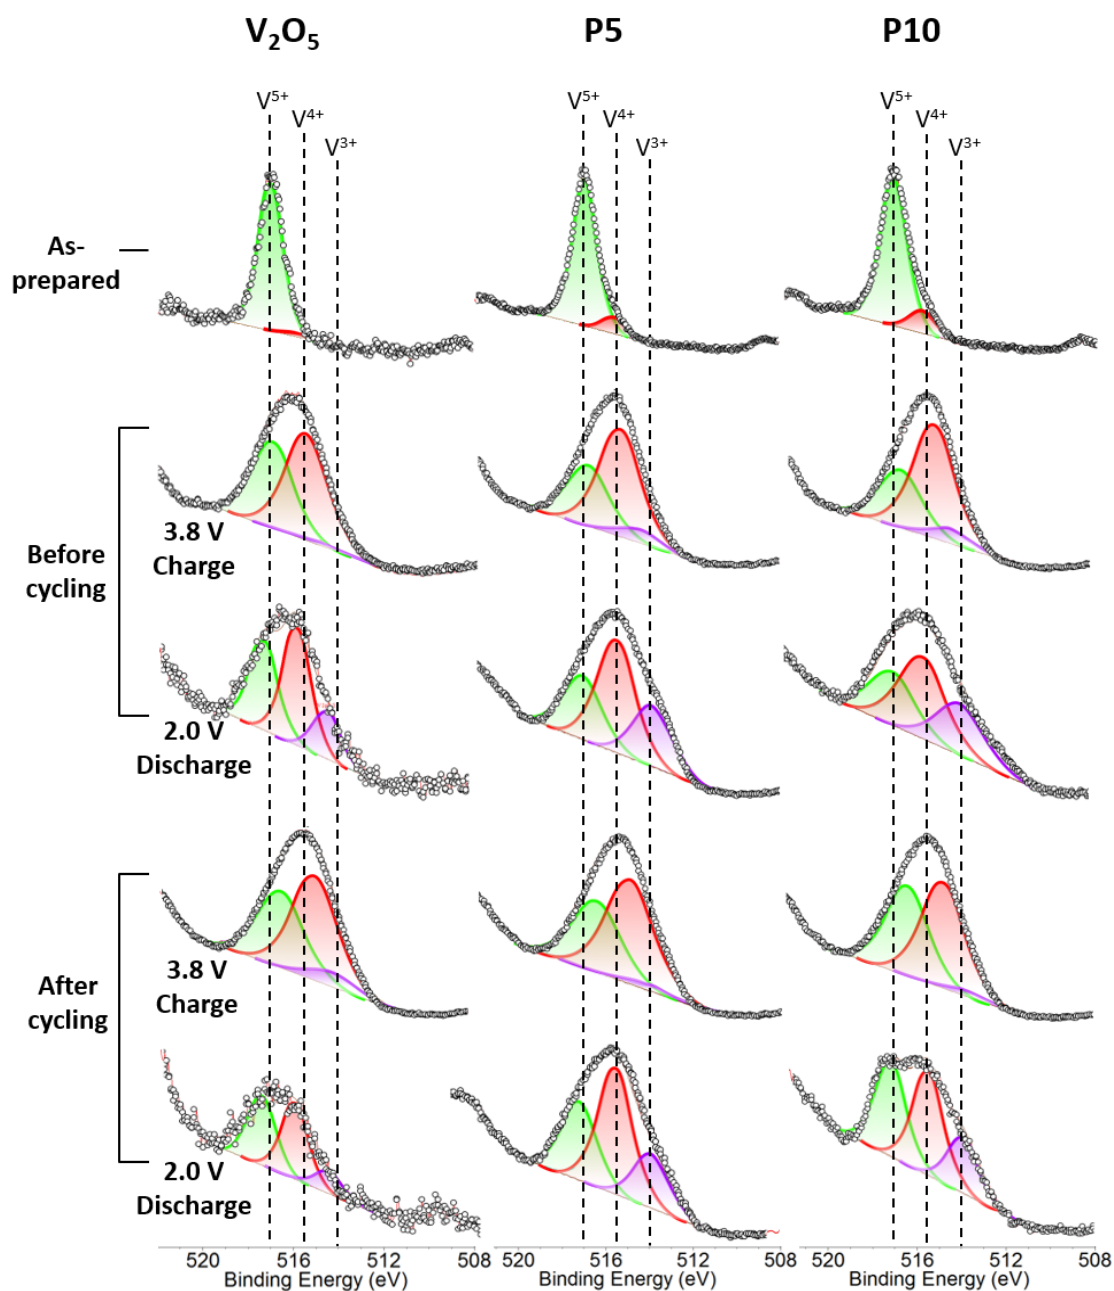 V₂O₅ P5 P10
V⁵⁺ V⁵⁺ V⁵⁺
V⁴⁺ V⁴⁺ V⁴⁺
V³⁺ V³⁺ V³⁺
As-
prepared
Before
cycling
3.8 V
Charge
2.0 V
Discharge
After
cycling
3.8 V
Charge
2.0 V
Discharge
520 516 512 508 516 512 508 520 516 512 508
Binding Energy (eV) Binding Energy (eV) Binding Energy (eV)